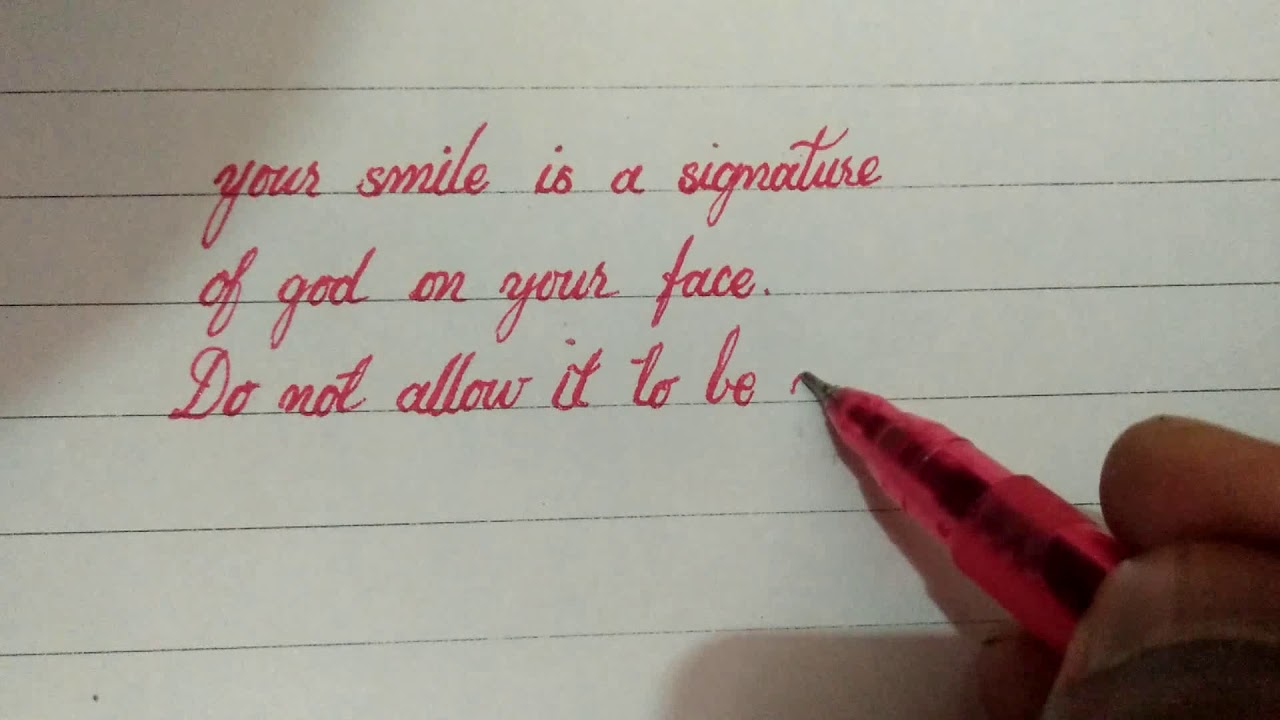 your smile is a signature
of god on your face.
Do not allow it to be